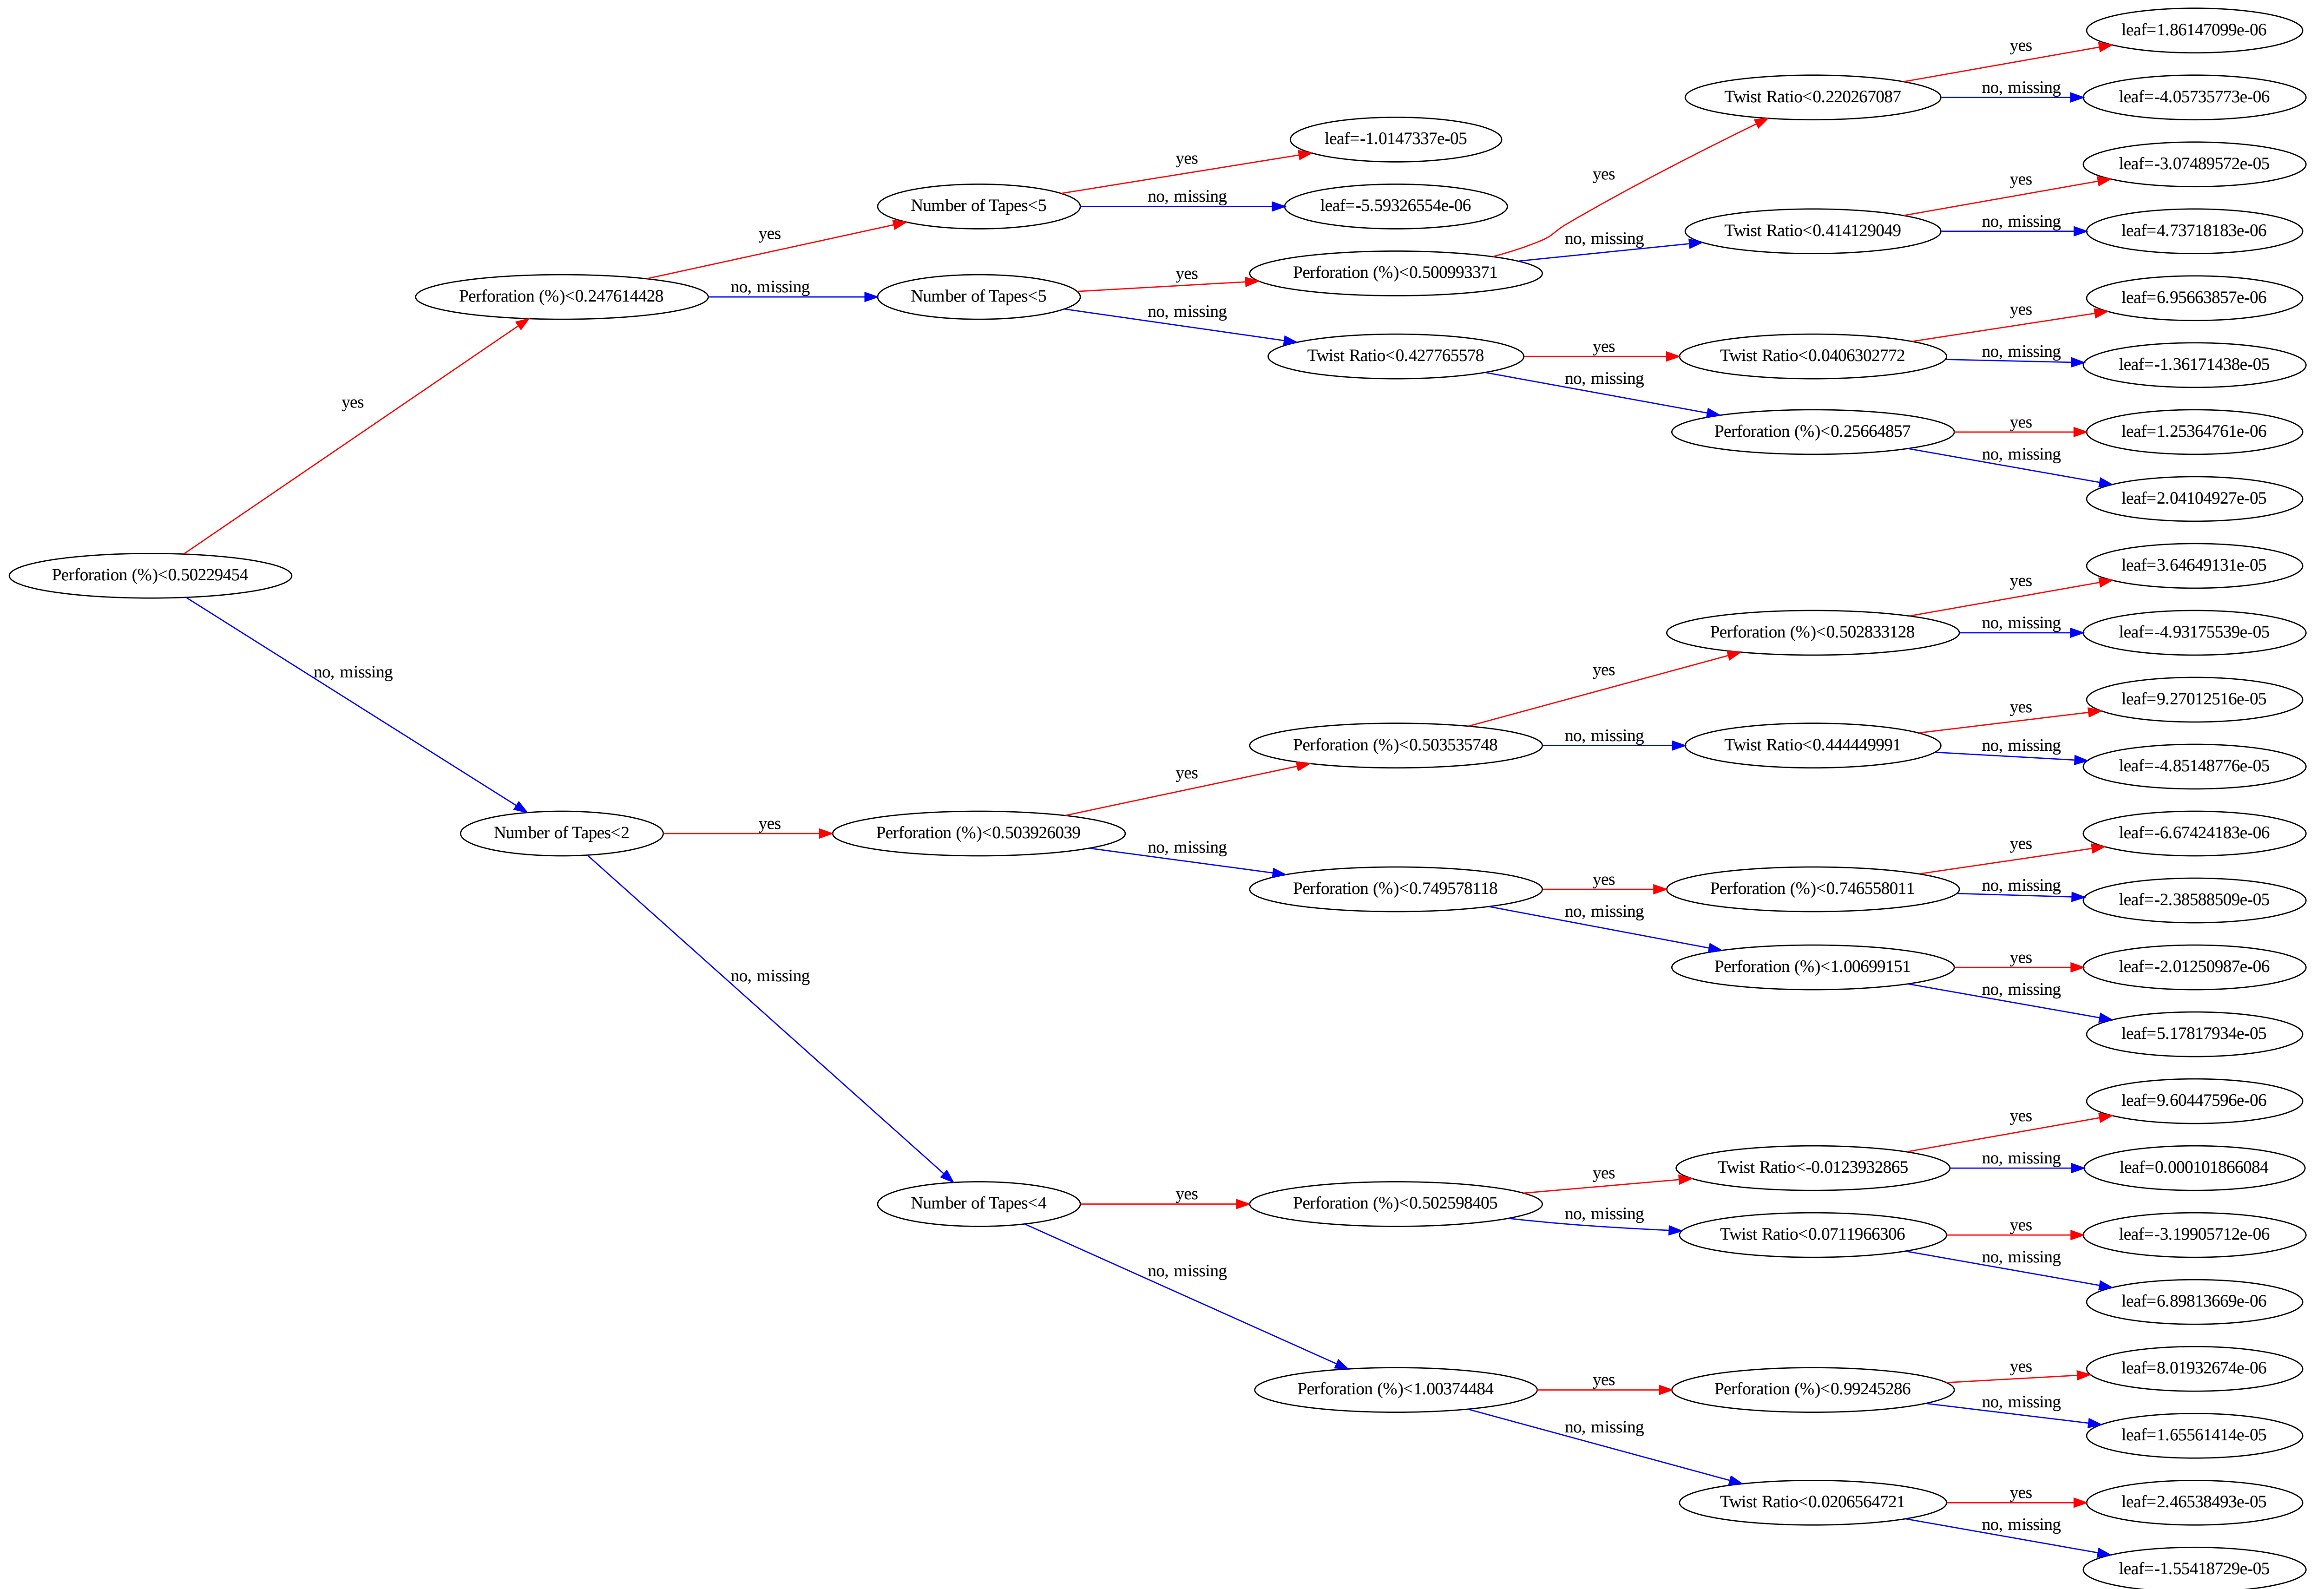 leaf=1.86147099e-06
yes
Twist Ratio<0.220267087
no, missing
leaf=-4.05735773e-06
leaf=-1.0147337e-05
yes
yes
leaf=-3.07489572e-05
yes
Number of Tapes<5
no, missing
leaf=-5.59326554e-06
Twist Ratio<0.414129049
no, missing
leaf=4.73718183e-06
yes
no, missing
Perforation (%)<0.247614428
no, missing
Number of Tapes<5
yes
Perforation (%)<0.500993371
leaf=6.95663857e-06
yes
no, missing
Twist Ratio<0.427765578
yes
Twist Ratio<0.0406302772
no, missing
leaf=-1.36171438e-05
no, missing
yes
Perforation (%)<0.25664857
yes
leaf=1.25364761e-06
no, missing
leaf=2.04104927e-05
Perforation (%)<0.50229454
leaf=3.64649131e-05
yes
Perforation (%)<0.502833128
no, missing
leaf=-4.93175539e-05
no, missing
yes
leaf=9.27012516e-05
yes
Perforation (%)<0.503535748
no, missing
Twist Ratio<0.444449991
no, missing
leaf=-4.85148776e-05
yes
Number of Tapes<2
yes
Perforation (%)<0.503926039
leaf=-6.67424183e-06
no, missing
yes
Perforation (%)<0.749578118
yes
Perforation (%)<0.746558011
no, missing
leaf=-2.38588509e-05
no, missing
Perforation (%)<1.00699151
yes
leaf=-2.01250987e-06
no, missing
no, missing
leaf=5.17817934e-05
leaf=9.60447596e-06
yes
Twist Ratio<-0.0123932865
no, missing
leaf=0.000101866084
yes
Number of Tapes<4
yes
Perforation (%)<0.502598405
no, missing
Twist Ratio<0.0711966306
yes
leaf=-3.19905712e-06
no, missing
no, missing
leaf=6.89813669e-06
leaf=8.01932674e-06
yes
Perforation (%)<1.00374484
yes
Perforation (%)<0.99245286
no, missing
leaf=1.65561414e-05
no, missing
Twist Ratio<0.0206564721
yes
leaf=2.46538493e-05
no, missing
leaf=-1.55418729e-05